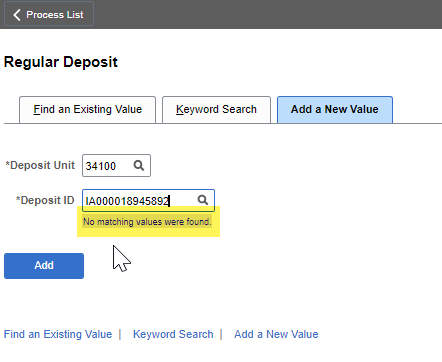 Process List
Regular Deposit
Find an Existing Value Keyword Search Add a New Value
*Deposit Unit 34100
*Deposit ID IA000018945892
No matching values were found.
Add
Find an Existing Value | Keyword Search | Add a New Value